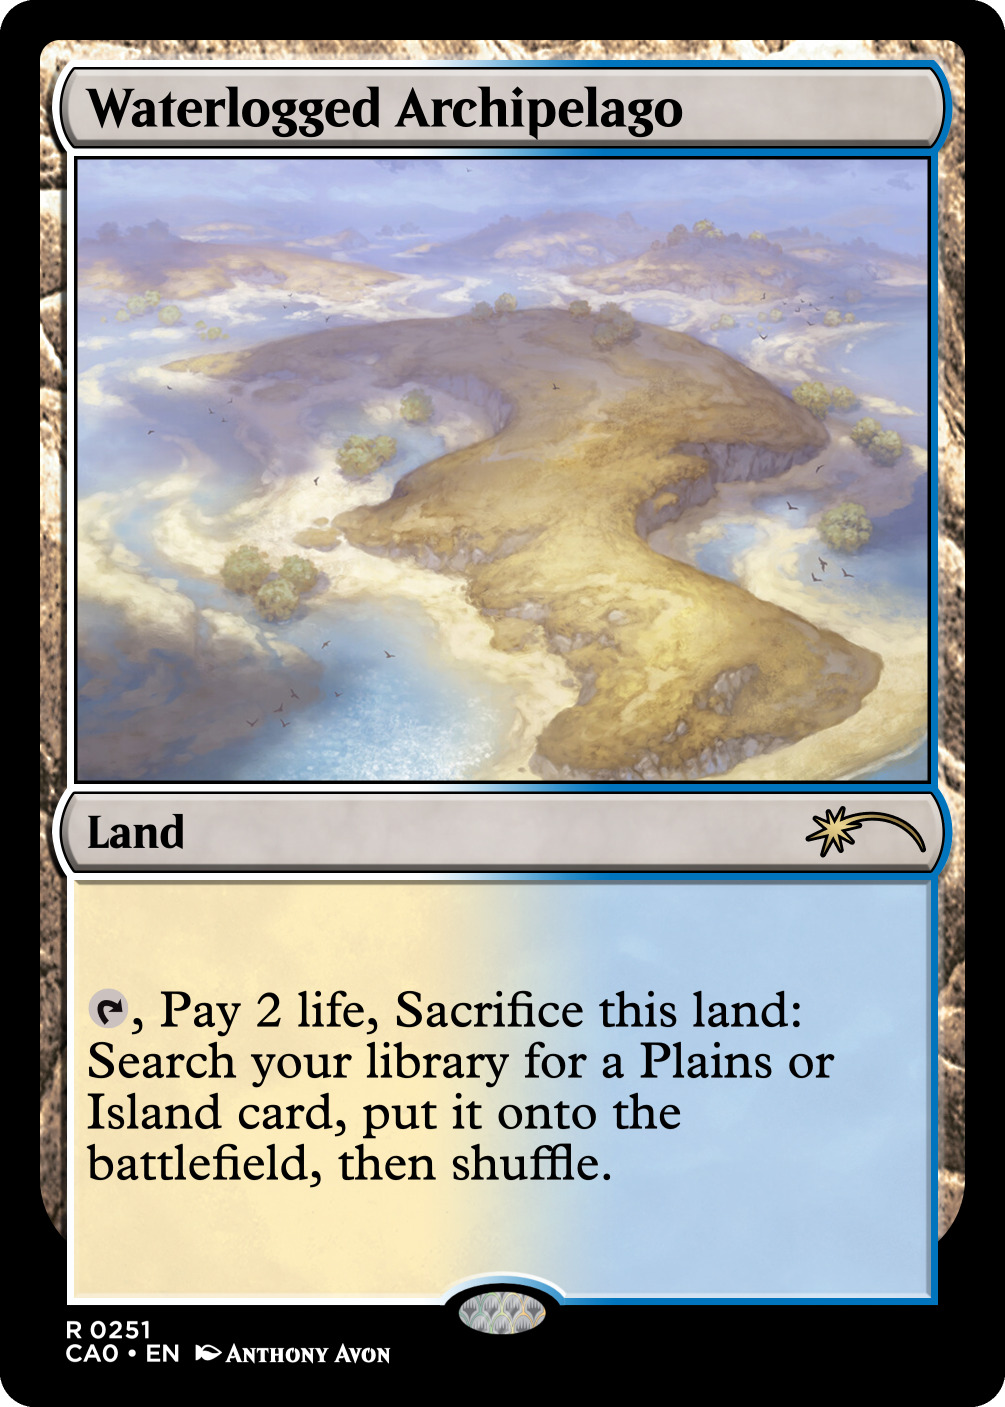 Waterlogged Archipelago
Land
, Pay 2 life, Sacrifice this land:
Search your library for a Plains or
Island card, put it onto the
battlefield, then shuffle.
R 0251
CAO • EN Anthony Avon